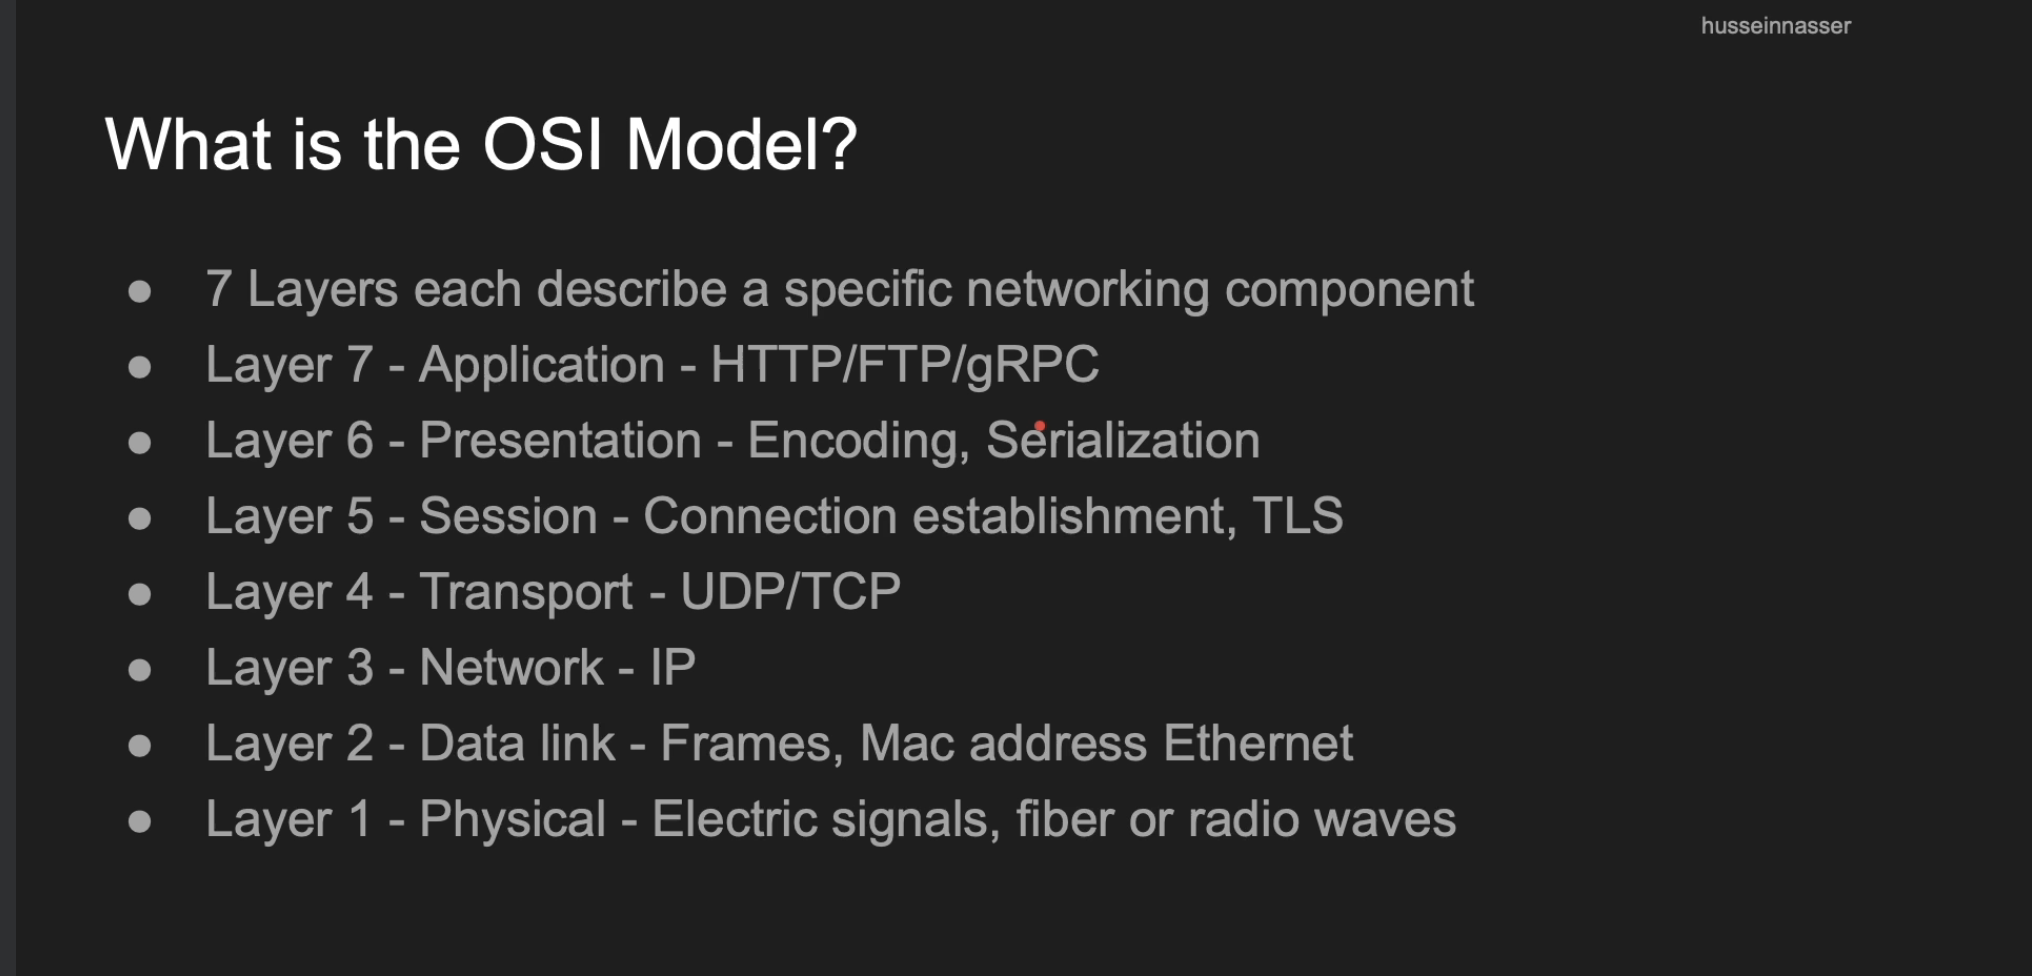 husseinnasser
What is the OSI Model?
● 7 Layers each describe a specific networking component
● Layer 7 - Application - HTTP/FTP/gRPC
● Layer 6 - Presentation - Encoding, Serialization
● Layer 5 - Session - Connection establishment, TLS
● Layer 4 - Transport - UDP/TCP
● Layer 3 - Network - IP
● Layer 2 - Data link - Frames, Mac address Ethernet
● Layer 1 - Physical - Electric signals, fiber or radio waves